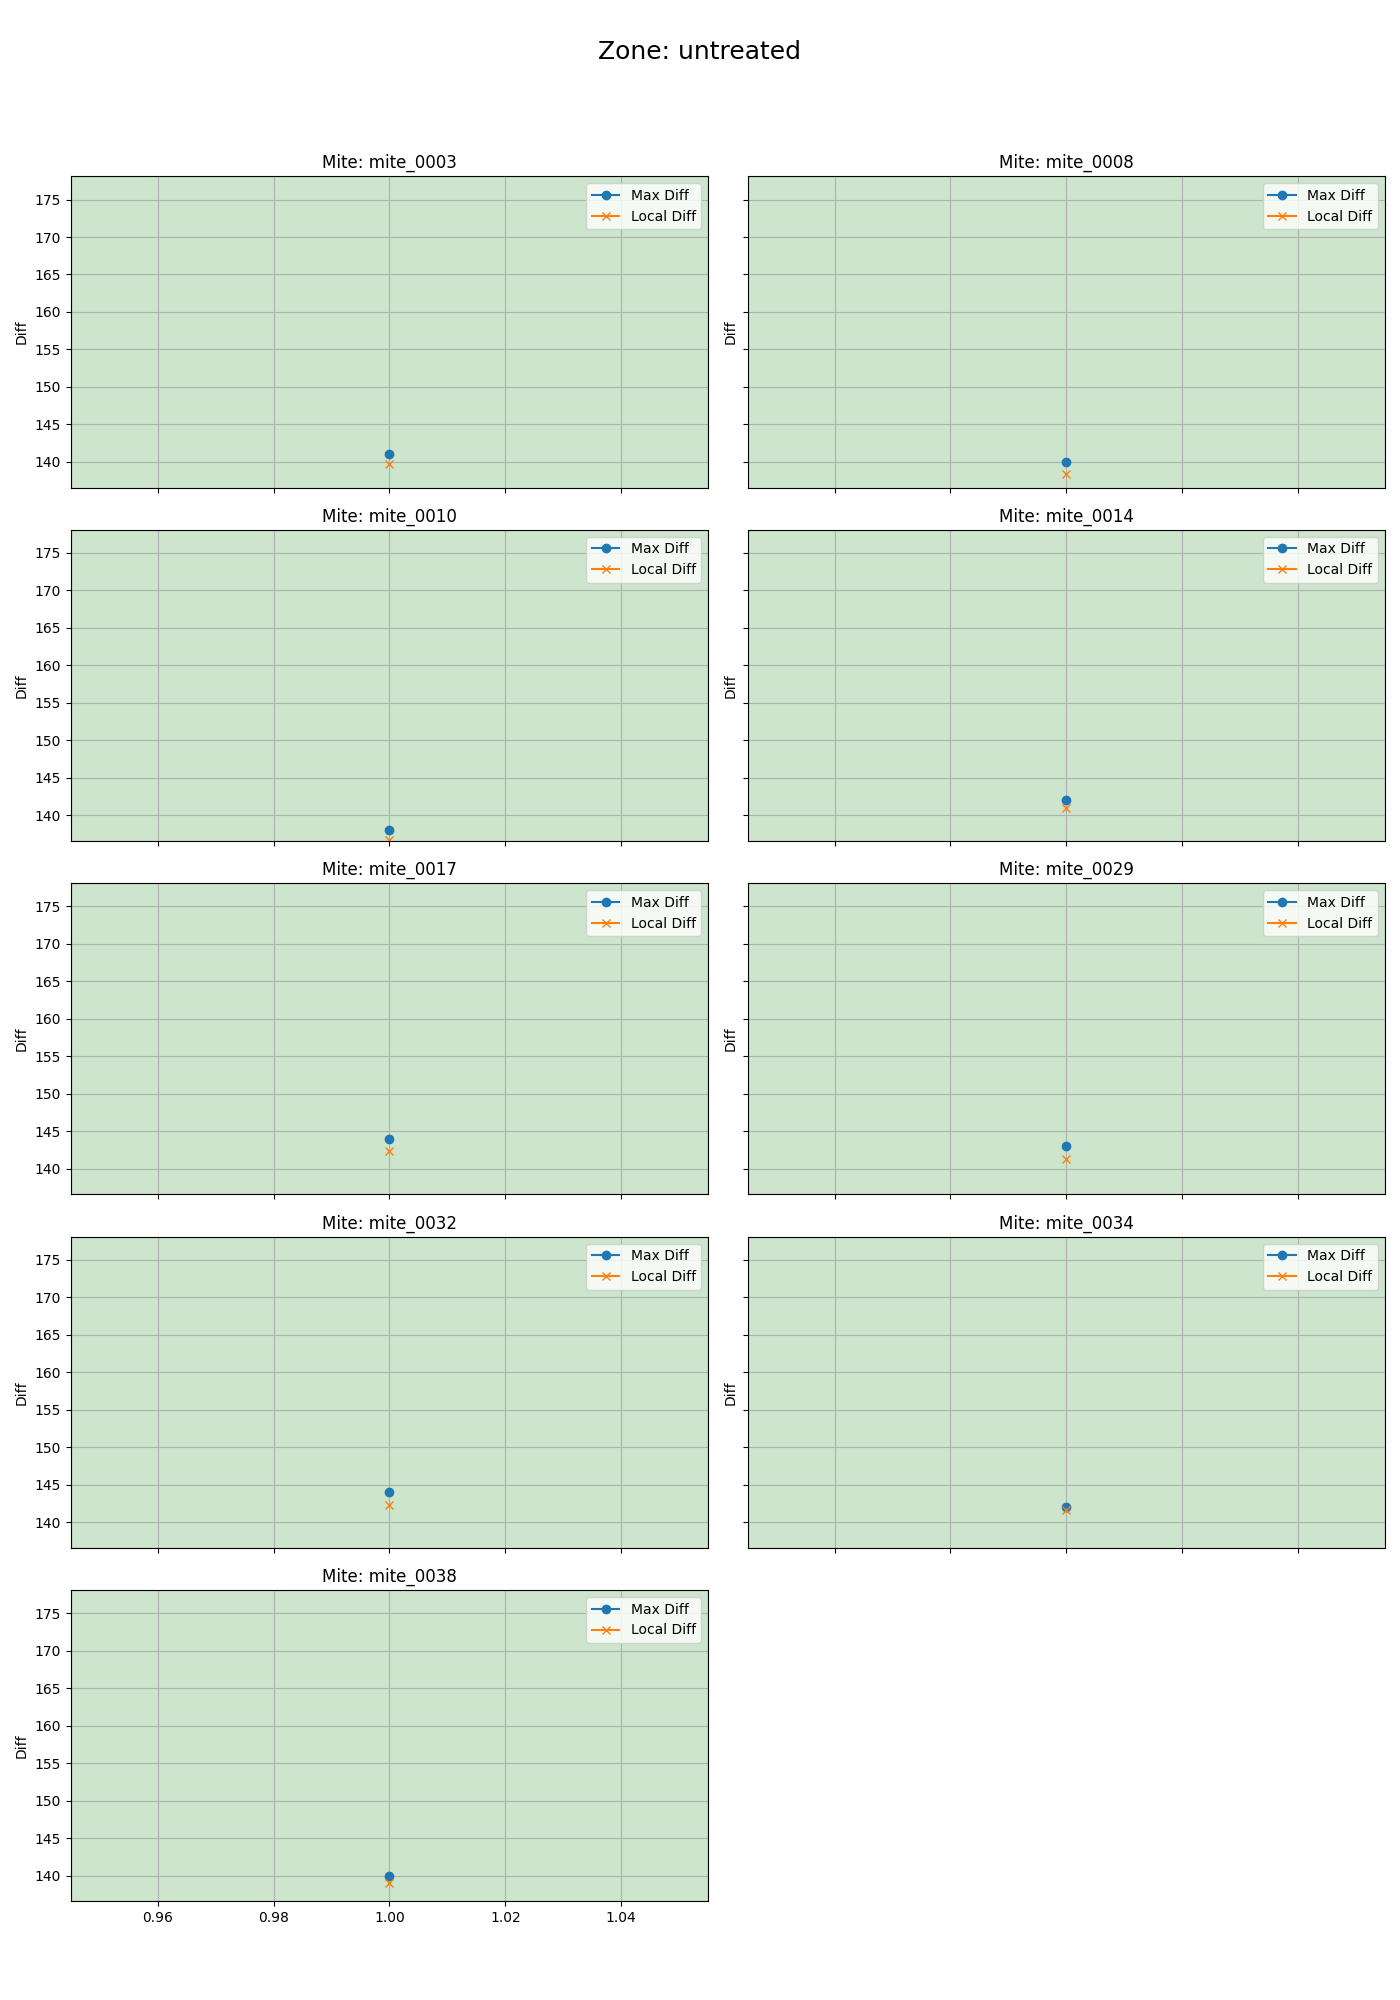 Zone: untreated
Mite: mite_0003
175
170
165
160
155
150
145
140
Diff
Max Diff
Local Diff
Mite: mite_0008
Diff
Max Diff
Local Diff
Mite: mite_0010
175
170
165
160
155
150
145
140
Diff
Max Diff
Local Diff
Mite: mite_0014
Diff
Max Diff
Local Diff
Mite: mite_0017
175
170
165
160
155
150
145
140
Diff
Max Diff
Local Diff
Mite: mite_0029
Diff
Max Diff
Local Diff
Mite: mite_0032
175
170
165
160
155
150
145
140
Diff
Max Diff
Local Diff
Mite: mite_0034
Diff
Max Diff
Local Diff
Mite: mite_0038
175
170
165
160
155
150
145
140
Diff
Max Diff
Local Diff
0.96 0.98 1.00 1.02 1.04